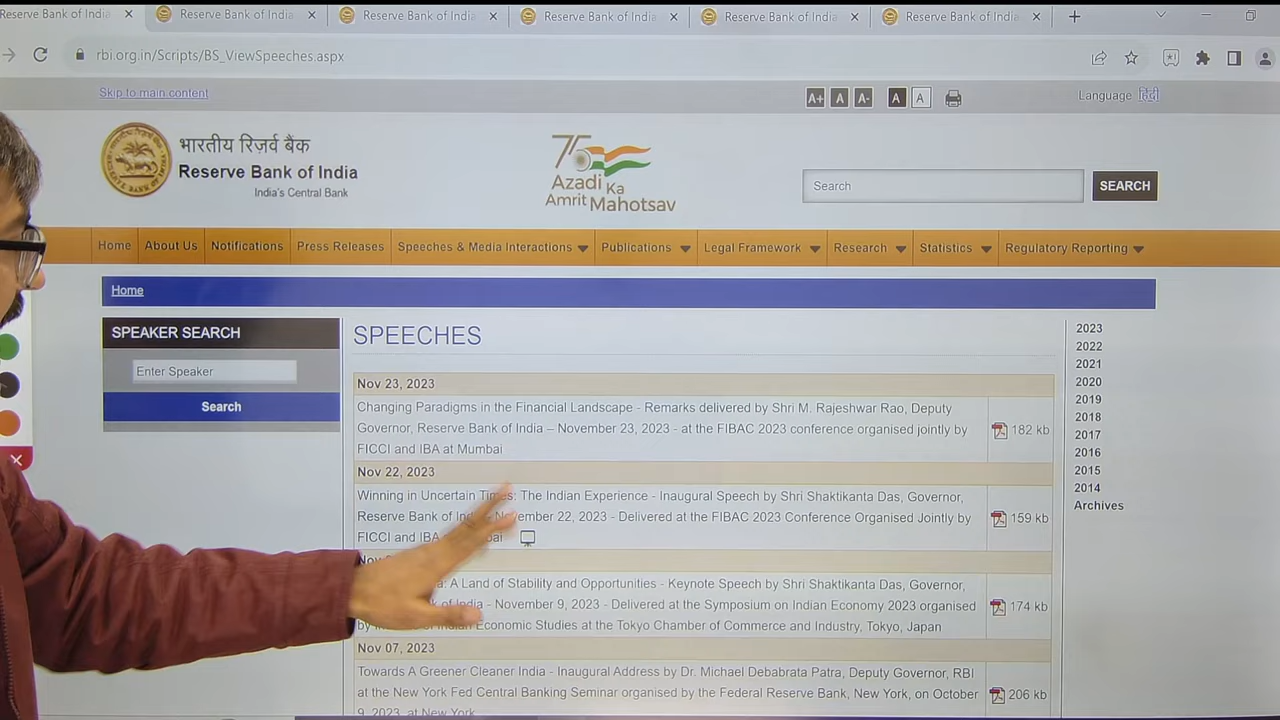 Reserve Bank of India
Reserve Bank of India
Reserve Bank of India
Reserve Bank of India
Reserve Bank of India
Reserve Bank of India
rbi.org.in/Scripts/BS_ViewSpeeches.aspx
Skip to main content
A+ A A- A A
Language हिंदी
भारतीय रिज़र्व बैंक
Reserve Bank of India
India's Central Bank
75
Azadi Ka
Amrit Mahotsav
Search
SEARCH
Home About Us Notifications Press Releases Speeches & Media Interactions Publications Legal Framework Research Statistics Regulatory Reporting
Home
SPEAKER SEARCH
Enter Speaker
Search
SPEECHES
Nov 23, 2023
Changing Paradigms in the Financial Landscape - Remarks delivered by Shri M. Rajeshwar Rao, Deputy
Governor, Reserve Bank of India – November 23, 2023 - at the FIBAC 2023 conference organised jointly by
FICCI and IBA at Mumbai
182 kb
Nov 22, 2023
Winning in Uncertain Times: The Indian Experience - Inaugural Speech by Shri Shaktikanta Das, Governor,
Reserve Bank of November 22, 2023 - Delivered at the FIBAC 2023 Conference Organised Jointly by
FICCI and IBA
159 kb
A Land of Stability and Opportunities - Keynote Speech by Shri Shaktikanta Das, Governor,
of India - November 9, 2023 - Delivered at the Symposium on Indian Economy 2023 organised
by Economic Studies at the Tokyo Chamber of Commerce and Industry, Tokyo, Japan
174 kb
Nov 07, 2023
Towards A Greener Cleaner India - Inaugural Address by Dr. Michael Debabrata Patra, Deputy Governor, RBI
at the New York Fed Central Banking Seminar organised by the Federal Reserve Bank, New York, on October
9, 2023, at New York
206 kb
2023
2022
2021
2020
2019
2018
2017
2016
2015
2014
Archives